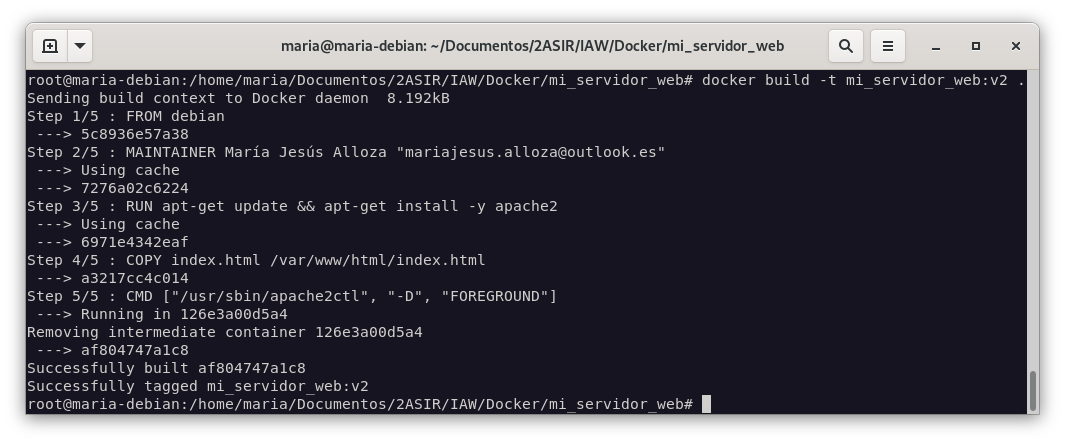 maria@maria-debian: ~/Documentos/2ASIR/IAW/Docker/mi_servidor_web
root@maria-debian:/home/maria/Documentos/2ASIR/IAW/Docker/mi_servidor_web# docker build -t mi_servidor_web:v2 .
Sending build context to Docker daemon  8.192kB
Step 1/5 : FROM debian
 ---> 5c8936e57a38
Step 2/5 : MAINTAINER María Jesús Alloza "mariajesus.alloza@outlook.es"
 ---> Using cache
 ---> 7276a02c6224
Step 3/5 : RUN apt-get update && apt-get install -y apache2
 ---> Using cache
 ---> 6971e4342eaf
Step 4/5 : COPY index.html /var/www/html/index.html
 ---> a3217cc4c014
Step 5/5 : CMD ["/usr/sbin/apache2ctl", "-D", "FOREGROUND"]
 ---> Running in 126e3a00d5a4
Removing intermediate container 126e3a00d5a4
 ---> af804747a1c8
Successfully built af804747a1c8
Successfully tagged mi_servidor_web:v2
root@maria-debian:/home/maria/Documentos/2ASIR/IAW/Docker/mi_servidor_web#